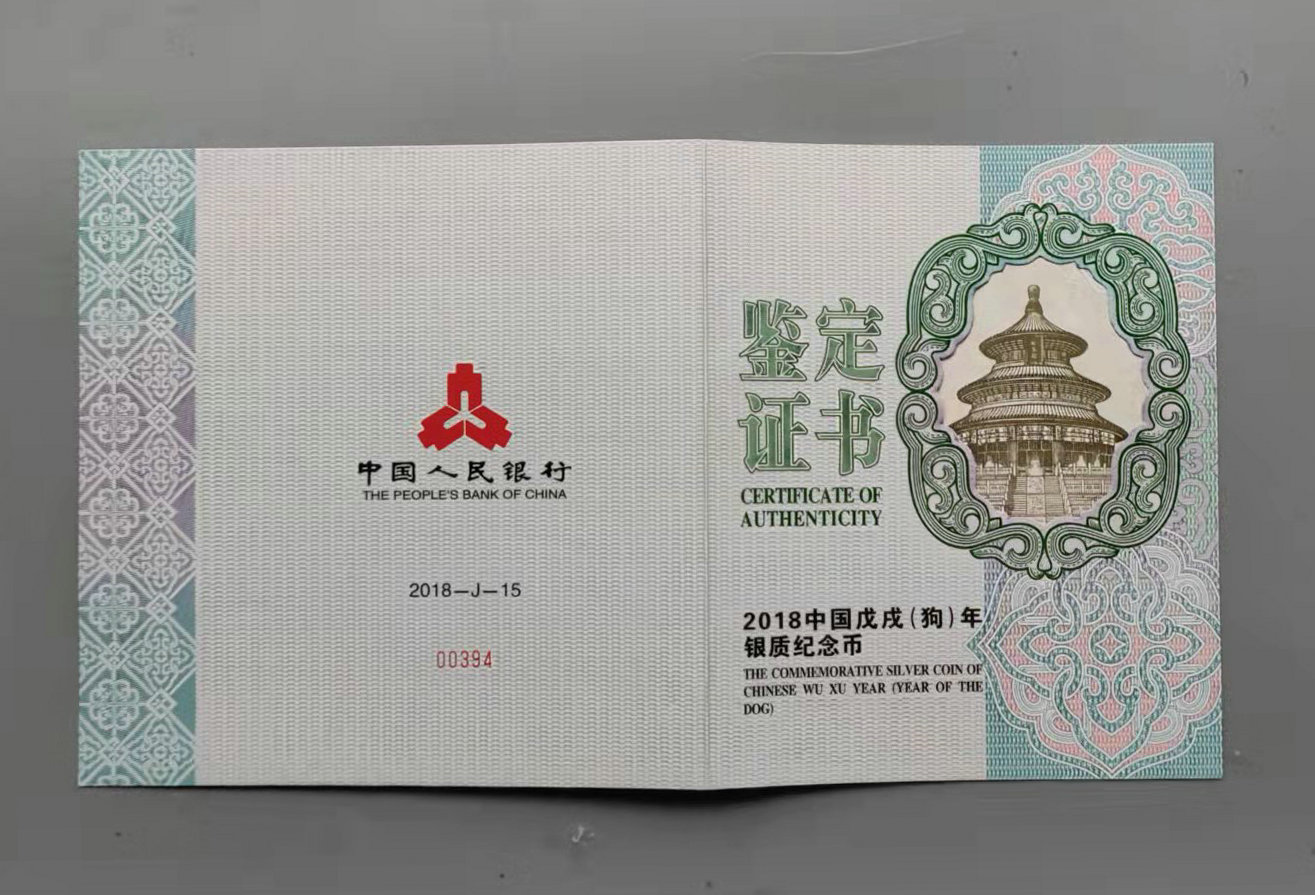 中国人民银行
THE PEOPLE'S BANK OF CHINA
2018—J—15
00394
鉴定
证书
CERTIFICATE OF
AUTHENTICITY
2018中国戊戌(狗)年
银质纪念币
THE COMMEMORATIVE SILVER COIN OF
CHINESE WU XU YEAR (YEAR OF THE
DOG)